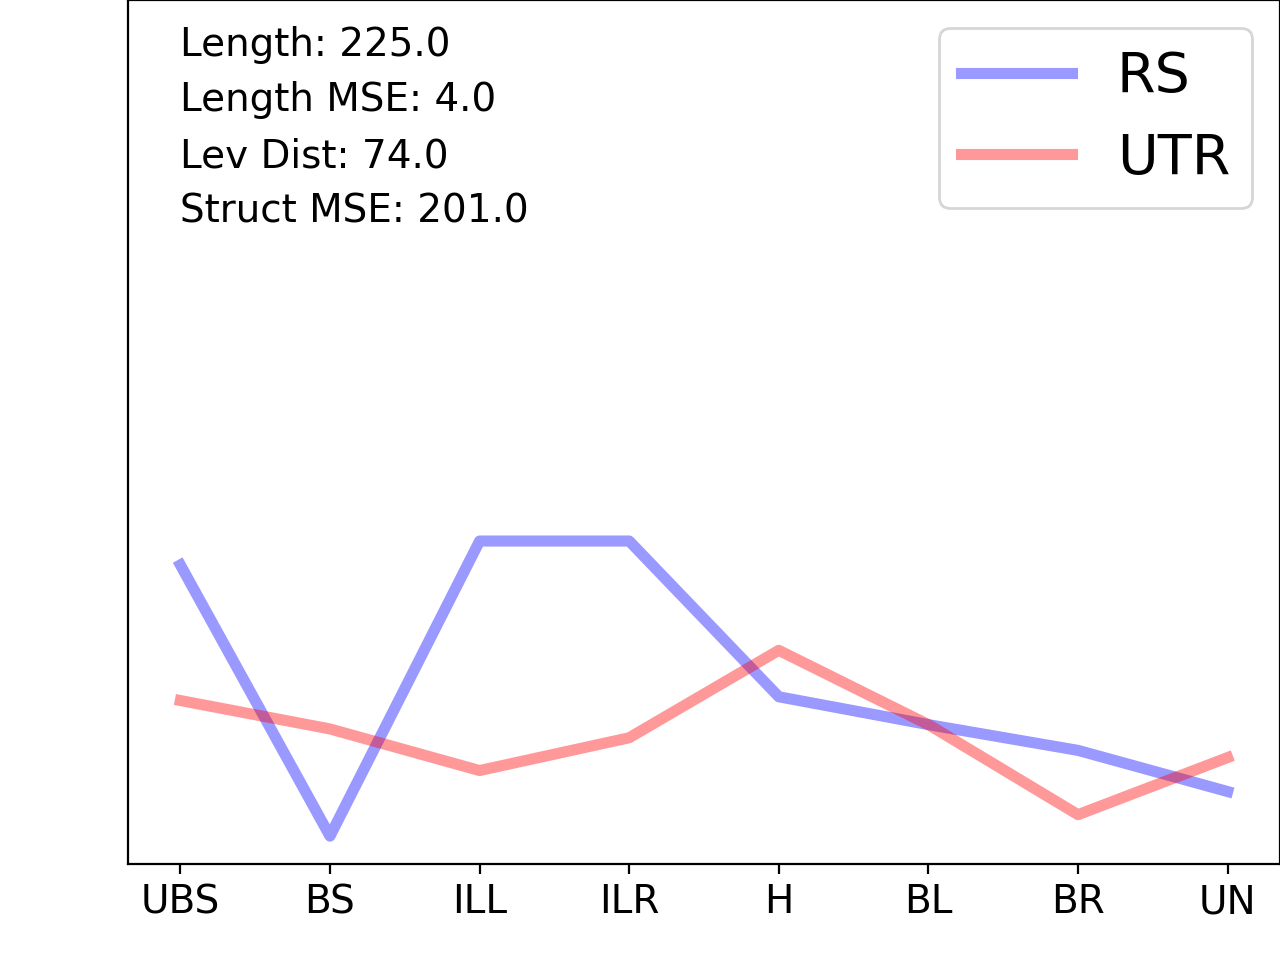 Length: 225.0
Length MSE: 4.0
Lev Dist: 74.0
Struct MSE: 201.0
RS
UTR
UBS BS ILL ILR H BL BR UN